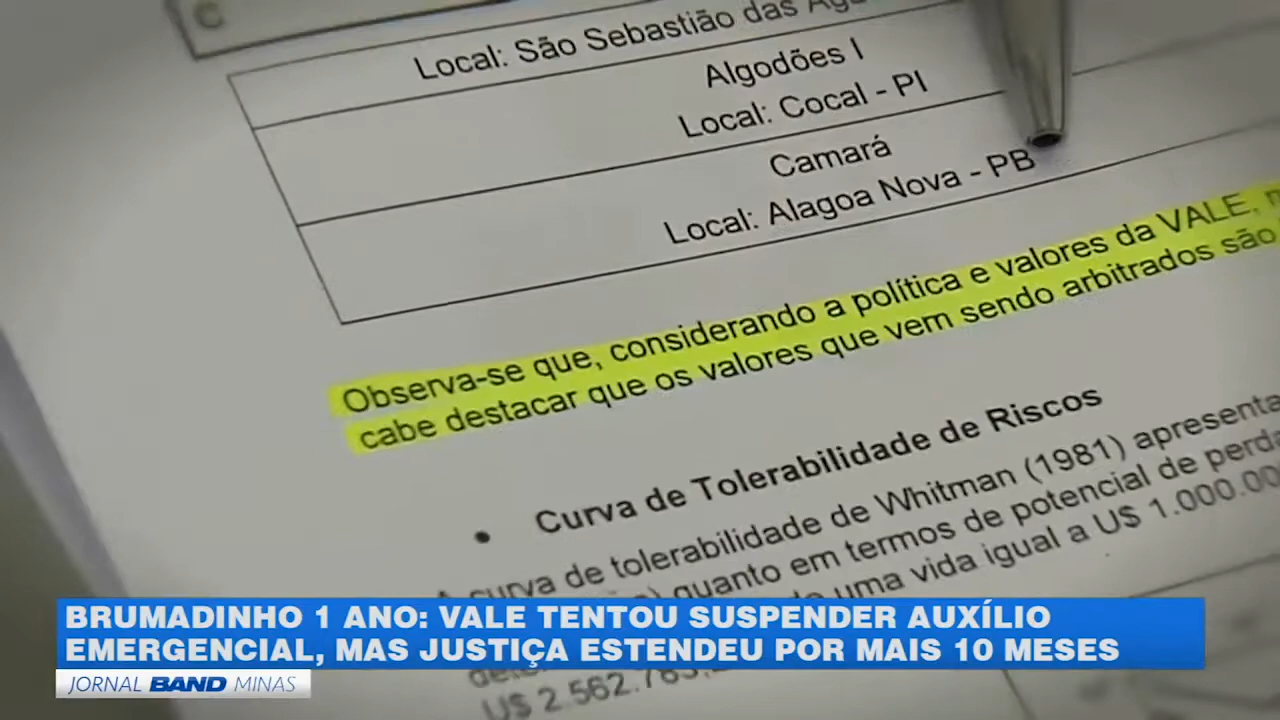 C
Local: São Sebastião das
Algodões I
Local: Cocal - PI
Camará
Local: Alagoa Nova - PB
Observa-se que, considerando a política e valores da VALE,
cabe destacar que os valores que vem sendo arbitrados são
• Curva de Tolerabilidade de Riscos
curva de tolerabilidade de Whitman (1981) apresenta
quanto em termos de potencial de
uma vida igual a U$ 1.000.00
U$ 2.562.
BRUMADINHO 1 ANO: VALE TENTOU SUSPENDER AUXÍLIO
EMERGENCIAL, MAS JUSTIÇA ESTENDEU POR MAIS 10 MESES
JORNAL BAND MINAS